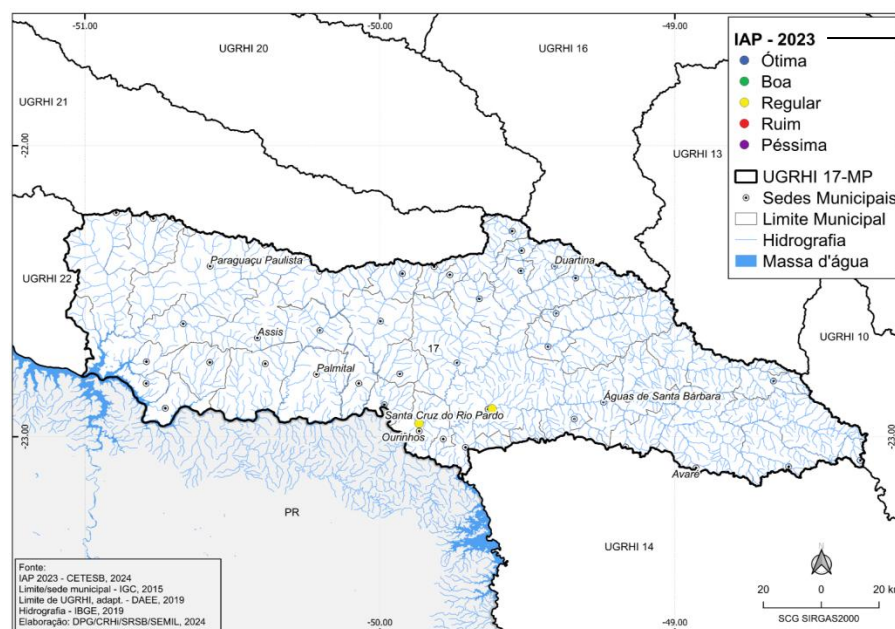 -51.00
-50.00
-49.00
UGRHI 20
UGRHI 16
UGRHI 21
UGRHI 13
-22.00
UGRHI 22
UGRHI 10
IAP - 2023
Ótima
Boa
Regular
Ruim
Péssima
UGRHI 17-MP
Sedes Municipais
Limite Municipal
Hidrografia
Massa d'água
Paraguaçu Paulista
Duartina
Assis
17
Palmital
Águas de Santa Bárbara
Santa Cruz do Rio Pardo
Ourinhos
-23.00
-23.00
Avaré
PR
UGRHI 14
Fonte:
IAP 2023 - CETESB, 2024
Limite/sede municipal - IGC, 2015
Limite de UGRHI, adapt. - DAEE, 2019
Hidrografia - IBGE, 2019
Elaboração: DPG/CRHi/SRSB/SEMIL, 2024
N
20
0
20 km
SCG SIRGAS2000
-50.00
-49.00